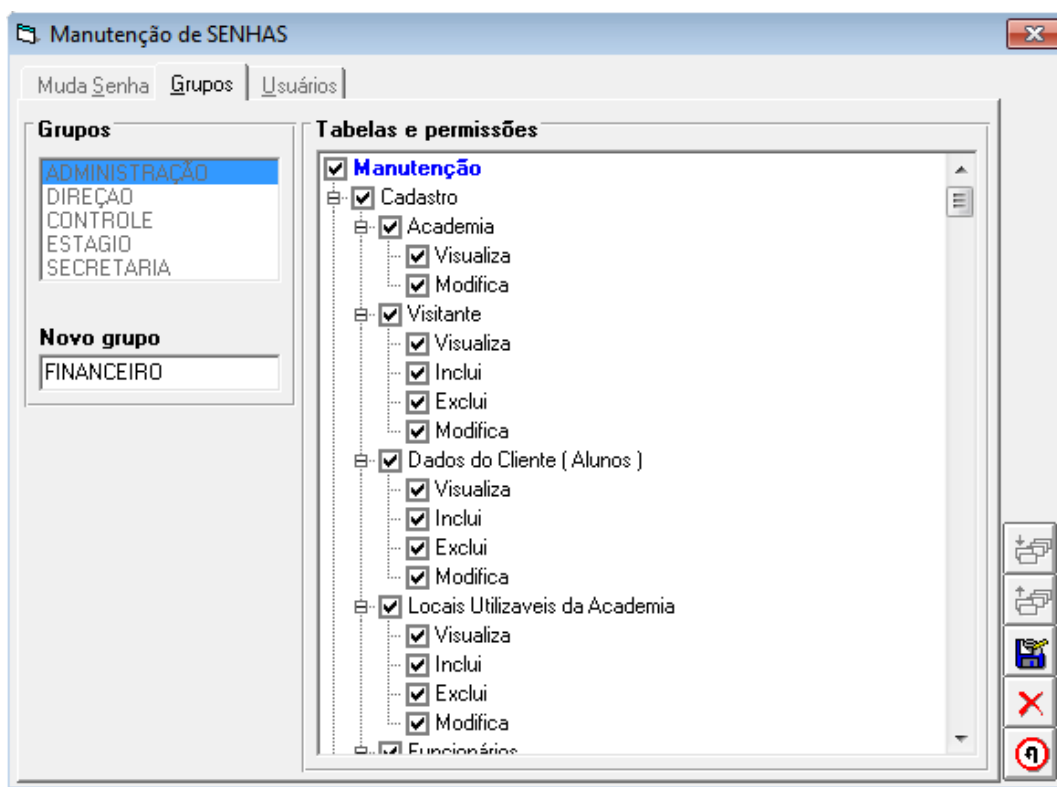 Manutenção de SENHAS
Muda Senha Grupos Usuários
Grupos
ADMINISTRAÇÃO
DIREÇAO
CONTROLE
ESTAGIO
SECRETARIA
Novo grupo
FINANCEIRO
Tabelas e permissões
Manutenção
Cadastro
Academia
Visualiza
Modifica
Visitante
Visualiza
Inclui
Exclui
Modifica
Dados do Cliente ( Alunos )
Visualiza
Inclui
Exclui
Modifica
Locais Utilizaveis da Academia
Visualiza
Inclui
Exclui
Modifica
Funcionários